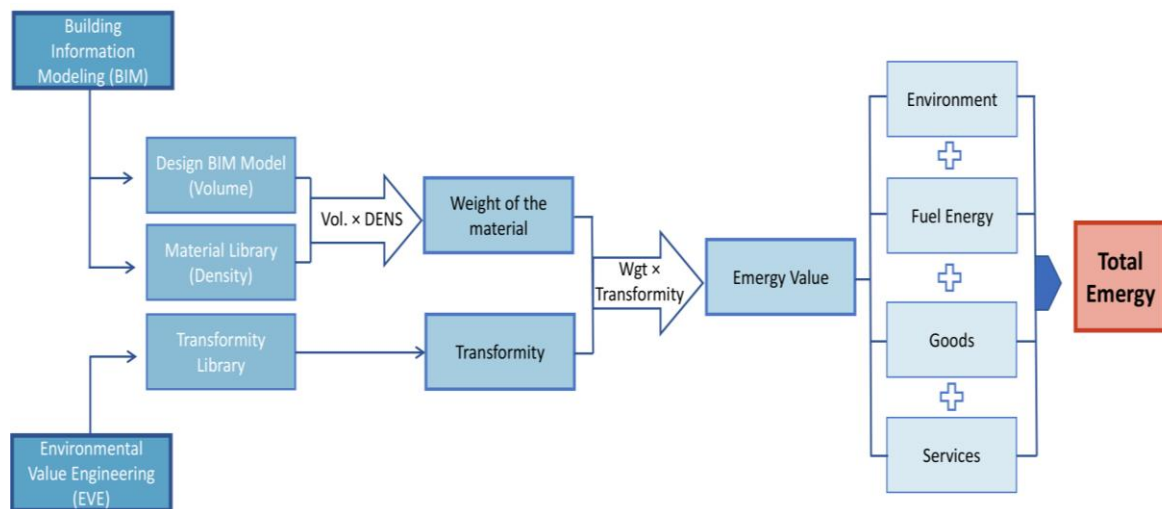 Building
Information
Modeling (BIM)
Design BIM Model
(Volume)
Material Library
(Density)
Vol. × DENS
Weight of the
material
Transformity
Library
Transformity
Environmental
Value Engineering
(EVE)
Wgt ×
Transformity
Emergy Value
Environment
Fuel Energy
Goods
Services
Total
Emergy